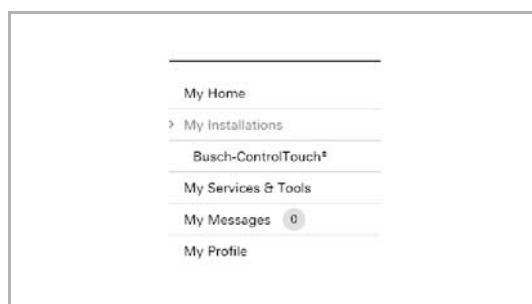 My Home
> My Installations
Busch-ControlTouch®
My Services & Tools
My Messages 0
My Profile